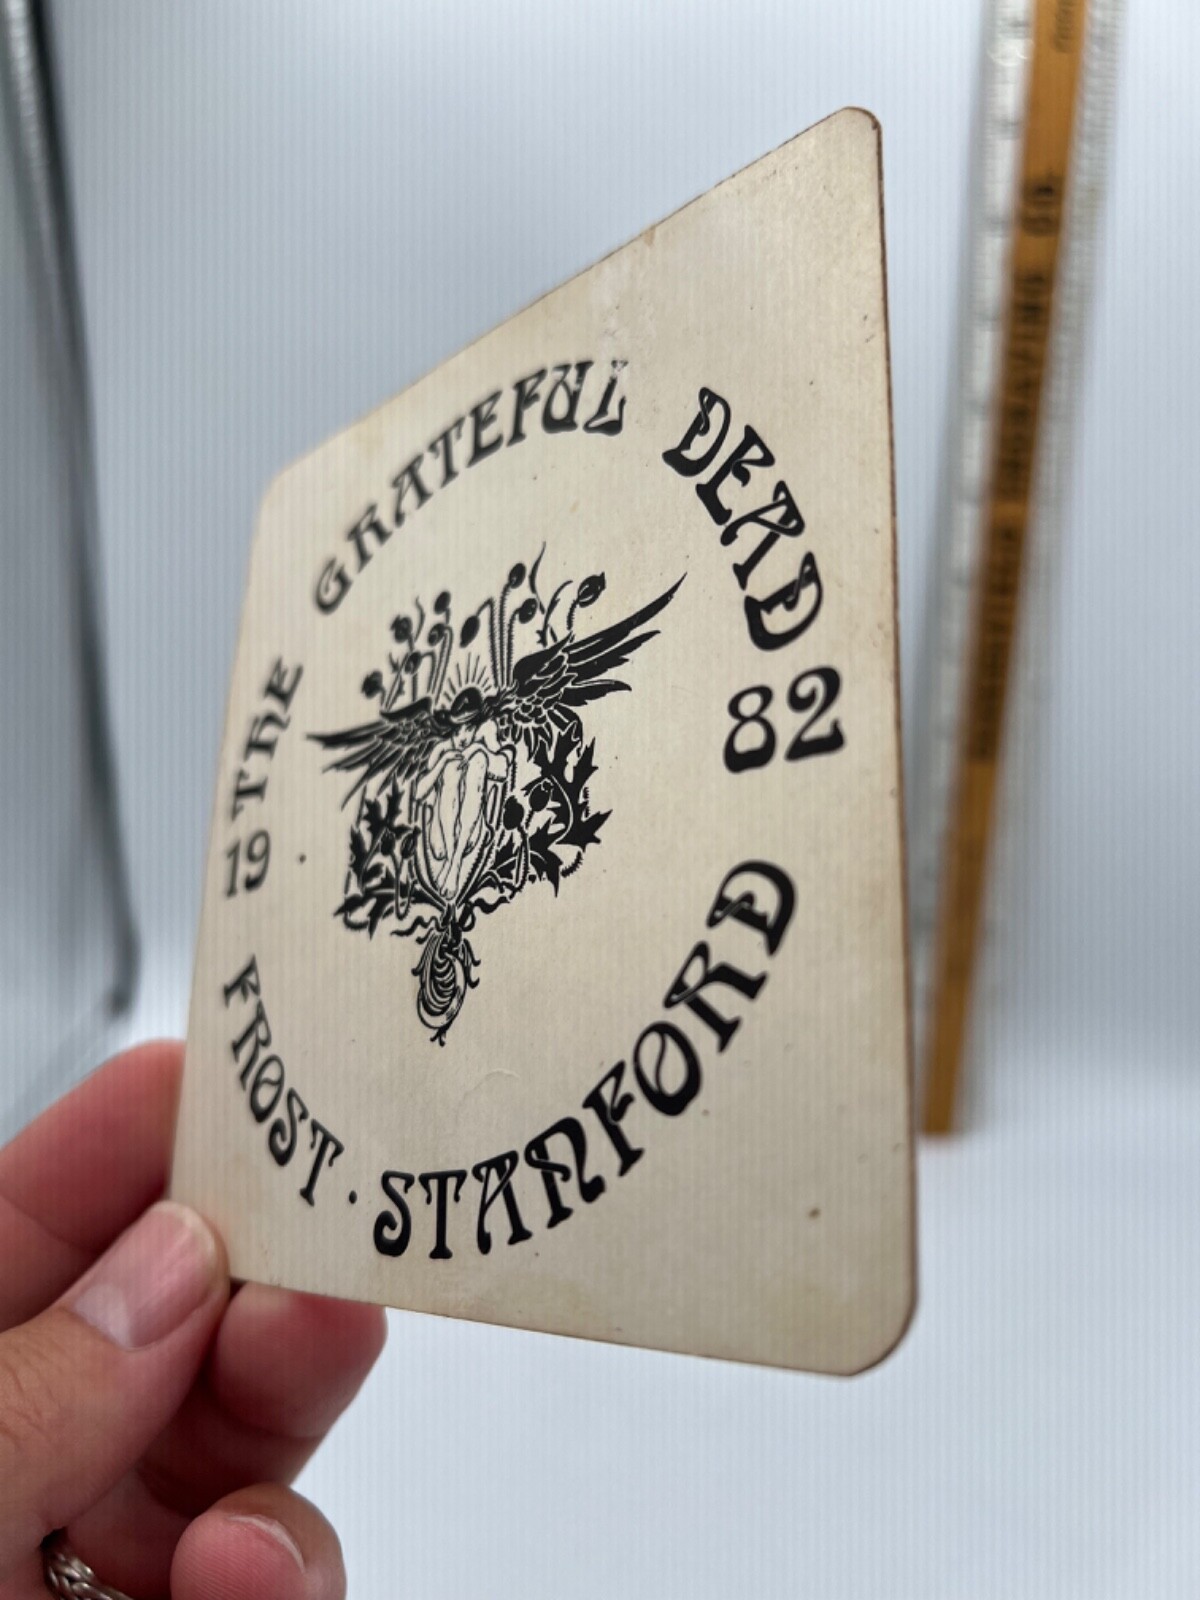 THE GRATEFUL DEAD
19 82
FROST · STANFORD